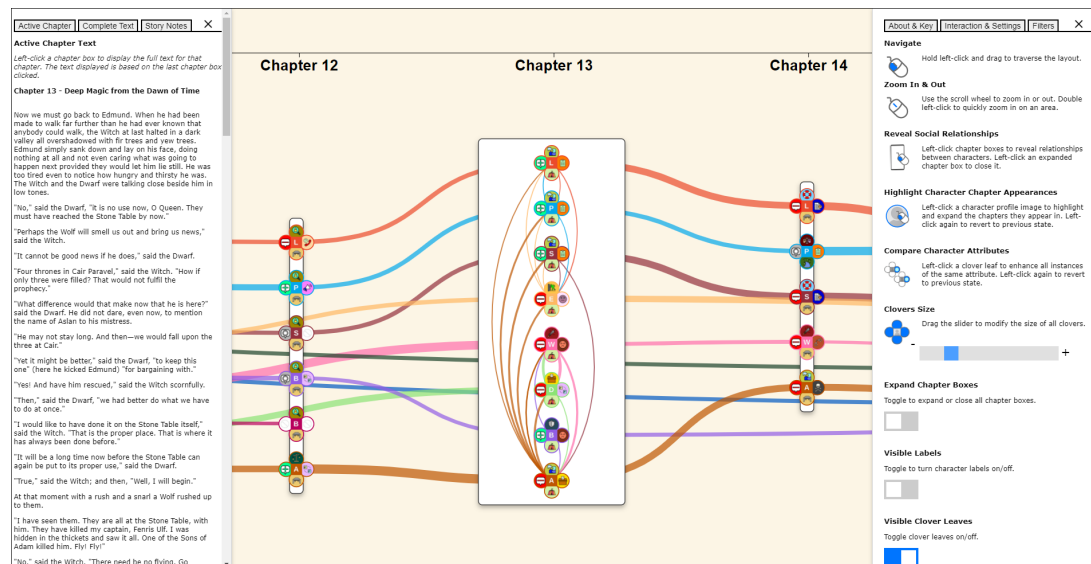 Active Chapter
Complete Text
Story Notes
×
Active Chapter Text
Left-click a chapter box to display the full text for that
chapter. The text displayed is based on the last chapter box
clicked.
Chapter 13 - Deep Magic from the Dawn of Time
Now we must go back to Edmund. When he had been
made to walk far further than he had ever known that
anybody could walk, the Witch at last halted in a dark
valley all overshadowed with fir trees and yew trees.
Edmund simply sank down and lay on his face, doing
nothing at all and not even caring what was going to
happen next provided they would let him lie still. He was
too tired even to notice how hungry and thirsty he was.
The Witch and the Dwarf were talking close beside him in
low tones.
"No," said the Dwarf, "it is no use now, O Queen. They
must have reached the Stone Table by now."
"Perhaps the Wolf will smell us out and bring us news,"
said the Witch.
"It cannot be good news if he does," said the Dwarf.
"Four thrones in Cair Paravel," said the Witch. "How if
only three were filled? That would not fulfil the
prophecy."
"What difference would that make now that he is here?"
said the Dwarf. He did not dare, even now, to mention
the name of Aslan to his mistress.
"He may not stay long. And then—we would fall upon the
three at Cair."
"Yet it might be better," said the Dwarf, "to keep this
one" (here he kicked Edmund) "for bargaining with."
"Yes! And have him rescued," said the Witch scornfully.
"Then," said the Dwarf, "we had better do what we have
to do at once."
"I would like to have done it on the Stone Table itself,"
said the Witch. "That is the proper place. That is where it
has always been done before."
"It will be a long time now before the Stone Table can
again be put to its proper use," said the Dwarf.
"True," said the Witch; and then, "Well, I will begin."
At that moment with a rush and a snarl a Wolf rushed up
to them.
"I have seen them. They are all at the Stone Table, with
him. They have killed my captain, Fenris Ulf. I was
hidden in the thickets and saw it all. One of the Sons of
Adam killed him. Fly! Fly!"
"No," said the Witch. "There need be no flying. Go
Chapter 12
L
P
S
B
B
A
Chapter 13
L
P
S
E
W
D
B
A
Chapter 14
L
P
S
W
A
About & Key
Interaction & Settings
Filters
×
Navigate
Hold left-click and drag to traverse the layout.
Zoom In & Out
Use the scroll wheel to zoom in or out. Double
left-click to quickly zoom in on an area.
Reveal Social Relationships
Left-click chapter boxes to reveal relationships
between characters. Left-click an expanded
chapter box to close it.
Highlight Character Chapter Appearances
Left-click a character profile image to highlight
and expand the chapters they appear in. Left-
click again to revert to previous state.
Compare Character Attributes
Left-click a clover leaf to enhance all instances
of the same attribute. Left-click again to revert
to previous state.
Clovers Size
Drag the slider to modify the size of all clovers.
- +
Expand Chapter Boxes
Toggle to expand or close all chapter boxes.
Visible Labels
Toggle to turn character labels on/off.
Visible Clover Leaves
Toggle clover leaves on/off.